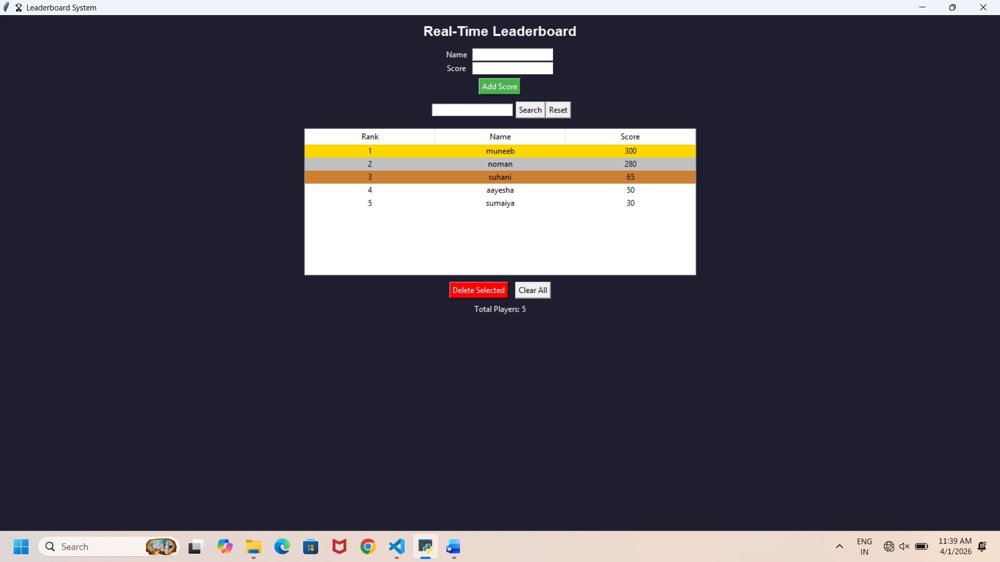 Leaderboard System
Real-Time Leaderboard
Name
Score
Add Score
Search Reset
Rank Name Score
1 muneeb 300
2 noman 280
3 suhani 65
4 aayesha 50
5 sumaiya 30
Delete Selected Clear All
Total Players: 5
Search
W
ENG
IN
11:39 AM
4/1/2026